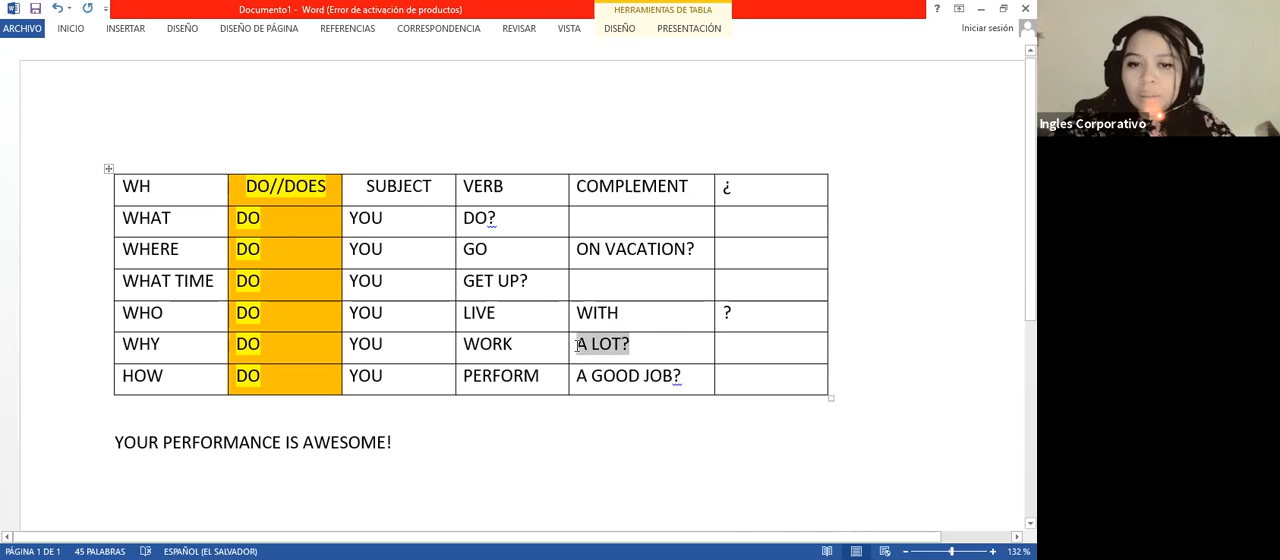 Documento1 - Word (Error de activación de productos)
HERRAMIENTAS DE TABLA
?
ARCHIVO INICIO INSERTAR DISEÑO DISEÑO DE PÁGINA REFERENCIAS CORRESPONDENCIA REVISAR VISTA DISEÑO PRESENTACIÓN Iniciar sesión
Ingles Corporativo
WH DO//DOES SUBJECT VERB COMPLEMENT ¿
WHAT DO YOU DO?
WHERE DO YOU GO ON VACATION?
WHAT TIME DO YOU GET UP?
WHO DO YOU LIVE WITH ?
WHY DO YOU WORK A LOT?
HOW DO YOU PERFORM A GOOD JOB?
YOUR PERFORMANCE IS AWESOME!
PÁGINA 1 DE 1 45 PALABRAS ESPAÑOL (EL SALVADOR) 132 %